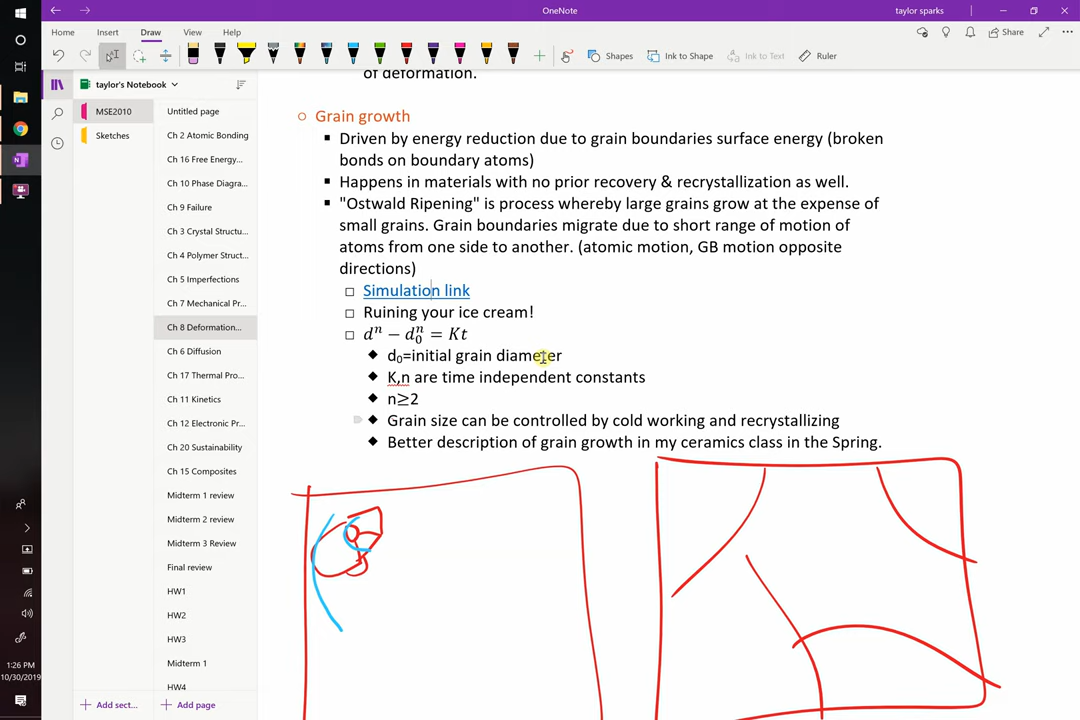 OneNote
taylor sparks
Home
Insert
Draw
View
Help
Share
Shapes
Ink to Shape
Ink to Text
Ruler
taylor's Notebook
MSE2010
Sketches
Untitled page
Ch 2 Atomic Bonding
Ch 16 Free Energy...
Ch 10 Phase Diagra...
Ch 9 Failure
Ch 3 Crystal Structu...
Ch 4 Polymer Struct...
Ch 5 Imperfections
Ch 7 Mechanical Pr...
Ch 8 Deformation...
Ch 6 Diffusion
Ch 17 Thermal Pro...
Ch 11 Kinetics
Ch 12 Electronic Pr...
Ch 20 Sustainability
Ch 15 Composites
Midterm 1 review
Midterm 2 review
Midterm 3 Review
Final review
HW1
HW2
HW3
Midterm 1
HW4
Add sect...
Add page
1:26 PM
10/30/2019
of deformation.
Grain growth
Driven by energy reduction due to grain boundaries surface energy (broken
bonds on boundary atoms)
Happens in materials with no prior recovery & recrystallization as well.
"Ostwald Ripening" is process whereby large grains grow at the expense of
small grains. Grain boundaries migrate due to short range of motion of
atoms from one side to another. (atomic motion, GB motion opposite
directions)
Simulation link
Ruining your ice cream!
dⁿ − d₀ⁿ = Kt
d₀=initial grain diameter
K,n are time independent constants
n≥2
Grain size can be controlled by cold working and recrystallizing
Better description of grain growth in my ceramics class in the Spring.